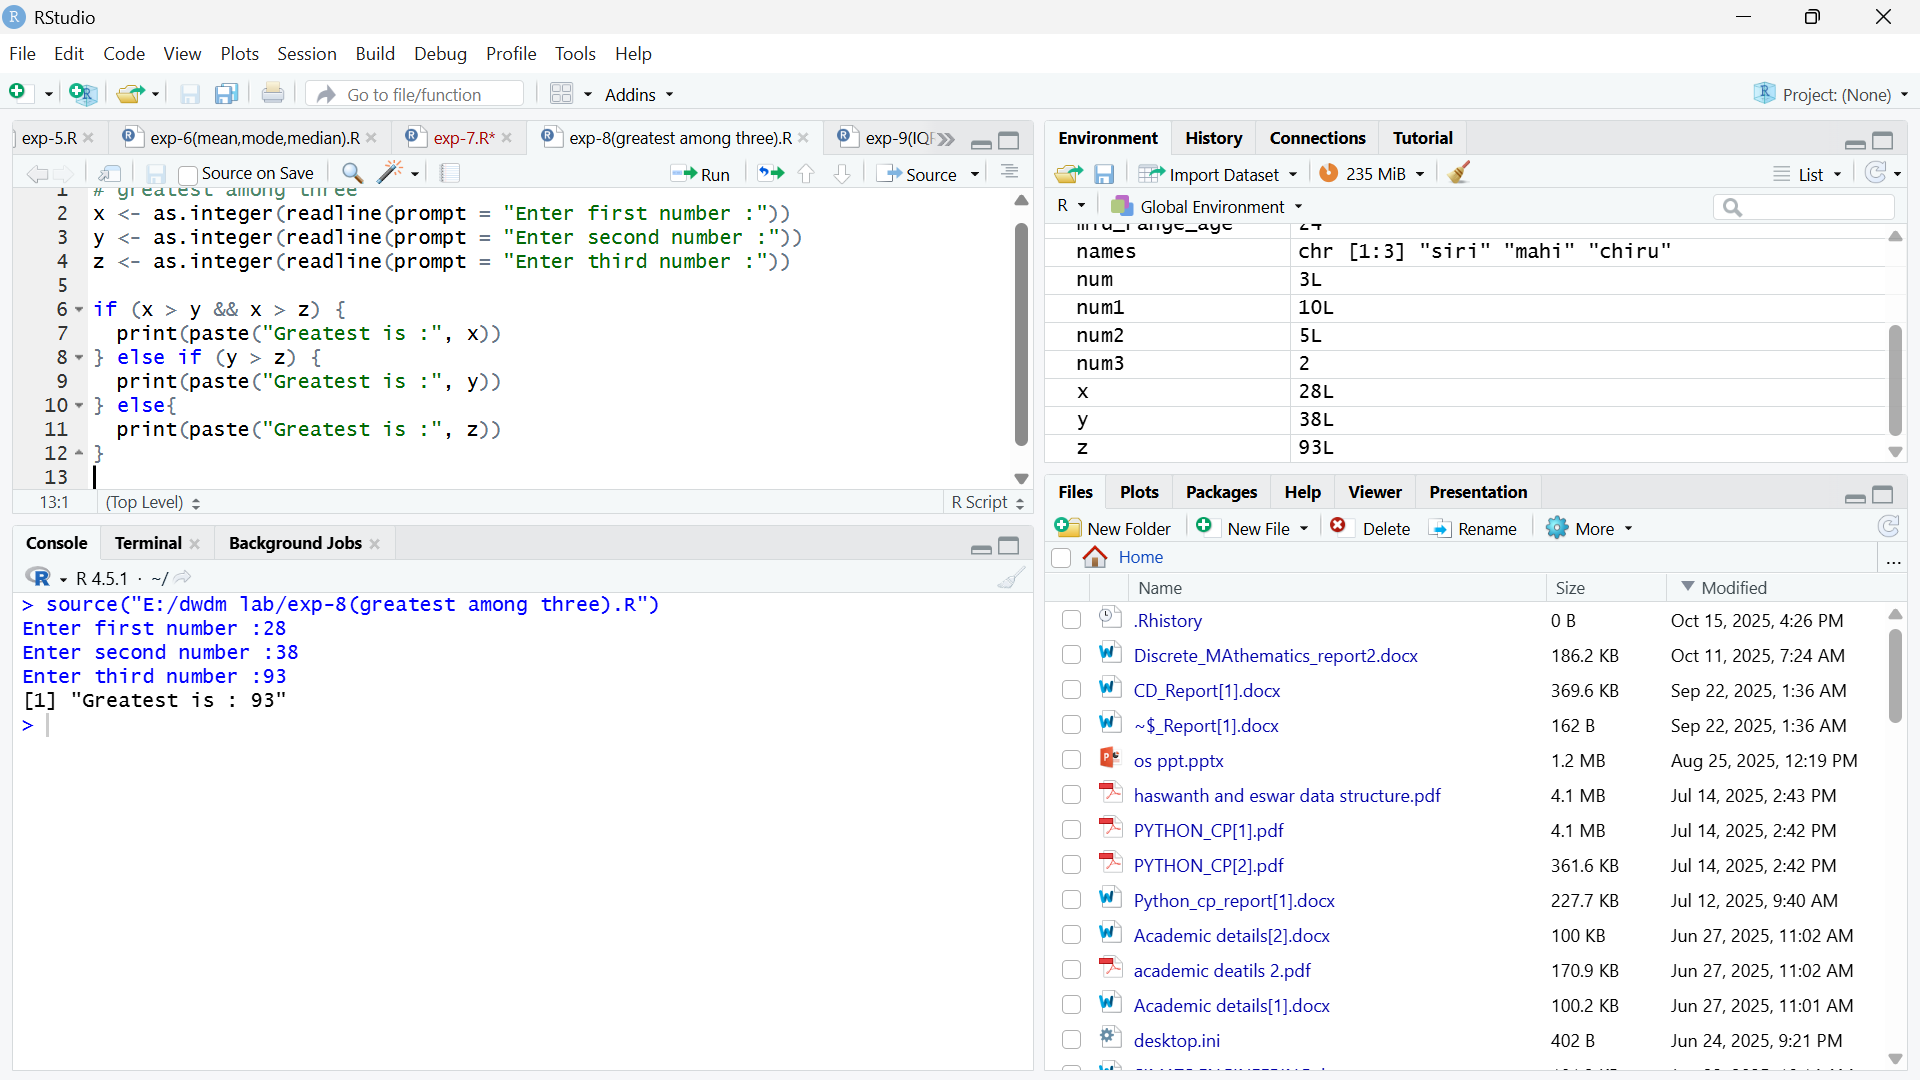 RStudio
File Edit Code View Plots Session Build Debug Profile Tools Help
Go to file/function Addins Project: (None)
exp-5.R exp-6(mean,mode,median).R exp-7.R* exp-8(greatest among three).R exp-9(IQ
Source on Save Run Source
1 # greatest among three
2 x <- as.integer(readline(prompt = "Enter first number :"))
3 y <- as.integer(readline(prompt = "Enter second number :"))
4 z <- as.integer(readline(prompt = "Enter third number :"))
5
6 if (x > y && x > z) {
7 print(paste("Greatest is :", x))
8 } else if (y > z) {
9 print(paste("Greatest is :", y))
10 } else{
11 print(paste("Greatest is :", z))
12 }
13
13:1 (Top Level) R Script
Console Terminal Background Jobs
R 4.5.1 · ~/
> source("E:/dwdm lab/exp-8(greatest among three).R")
Enter first number :28
Enter second number :38
Enter third number :93
[1] "Greatest is : 93"
>
Environment History Connections Tutorial
Import Dataset 235 MiB List
R Global Environment
24
names chr [1:3] "siri" "mahi" "chiru"
num 3L
num1 10L
num2 5L
num3 2
x 28L
y 38L
z 93L
Files Plots Packages Help Viewer Presentation
New Folder New File Delete Rename More
Home ...
Name Size Modified
.Rhistory 0 B Oct 15, 2025, 4:26 PM
Discrete_MAthematics_report2.docx 186.2 KB Oct 11, 2025, 7:24 AM
CD_Report[1].docx 369.6 KB Sep 22, 2025, 1:36 AM
~$_Report[1].docx 162 B Sep 22, 2025, 1:36 AM
os ppt.pptx 1.2 MB Aug 25, 2025, 12:19 PM
haswanth and eswar data structure.pdf 4.1 MB Jul 14, 2025, 2:43 PM
PYTHON_CP[1].pdf 4.1 MB Jul 14, 2025, 2:42 PM
PYTHON_CP[2].pdf 361.6 KB Jul 14, 2025, 2:42 PM
Python_cp_report[1].docx 227.7 KB Jul 12, 2025, 9:40 AM
Academic details[2].docx 100 KB Jun 27, 2025, 11:02 AM
academic deatils 2.pdf 170.9 KB Jun 27, 2025, 11:02 AM
Academic details[1].docx 100.2 KB Jun 27, 2025, 11:01 AM
desktop.ini 402 B Jun 24, 2025, 9:21 PM